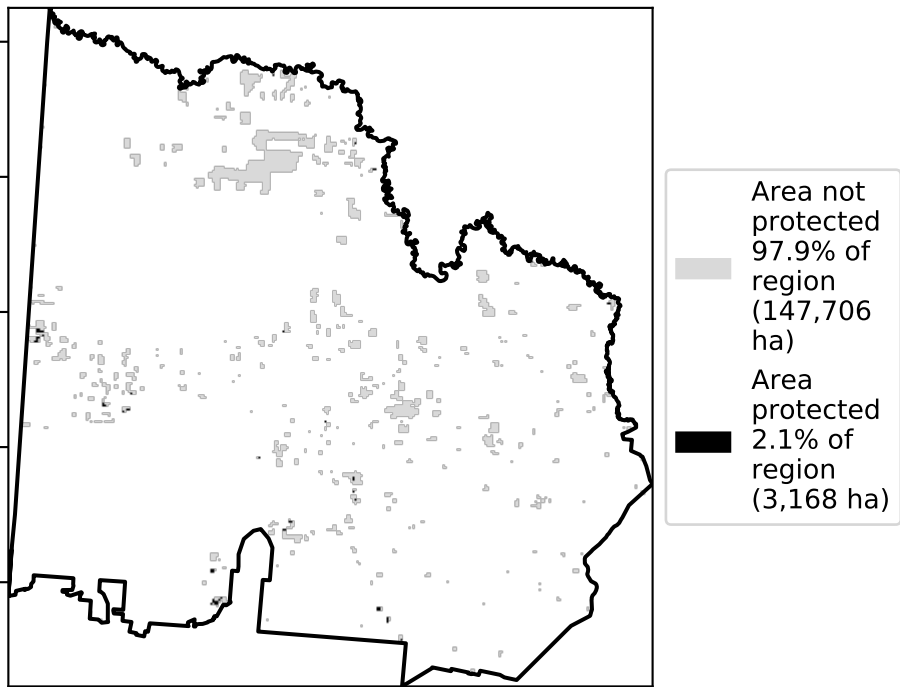 Area not
protected
97.9% of
region
(147,706
ha)
Area
protected
2.1% of
region
(3,168 ha)